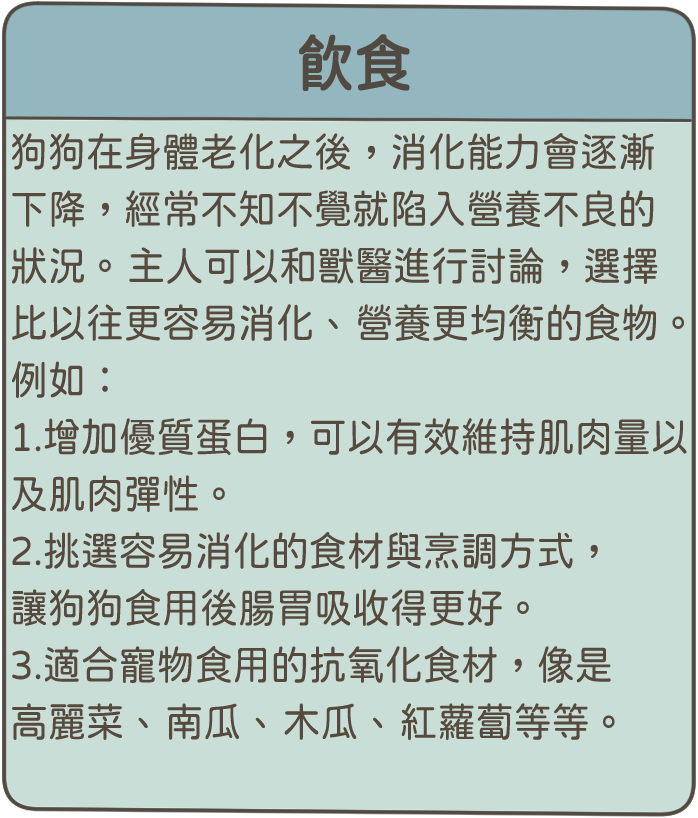 飲食
狗狗在身體老化之後，消化能力會逐漸
下降，經常不知不覺就陷入營養不良的
狀況。主人可以和獸醫進行討論，選擇
比以往更容易消化、營養更均衡的食物。
例如：
1.增加優質蛋白，可以有效維持肌肉量以
及肌肉彈性。
2.挑選容易消化的食材與烹調方式，
讓狗狗食用後腸胃吸收得更好。
3.適合寵物食用的抗氧化食材，像是
高麗菜、南瓜、木瓜、紅蘿蔔等等。